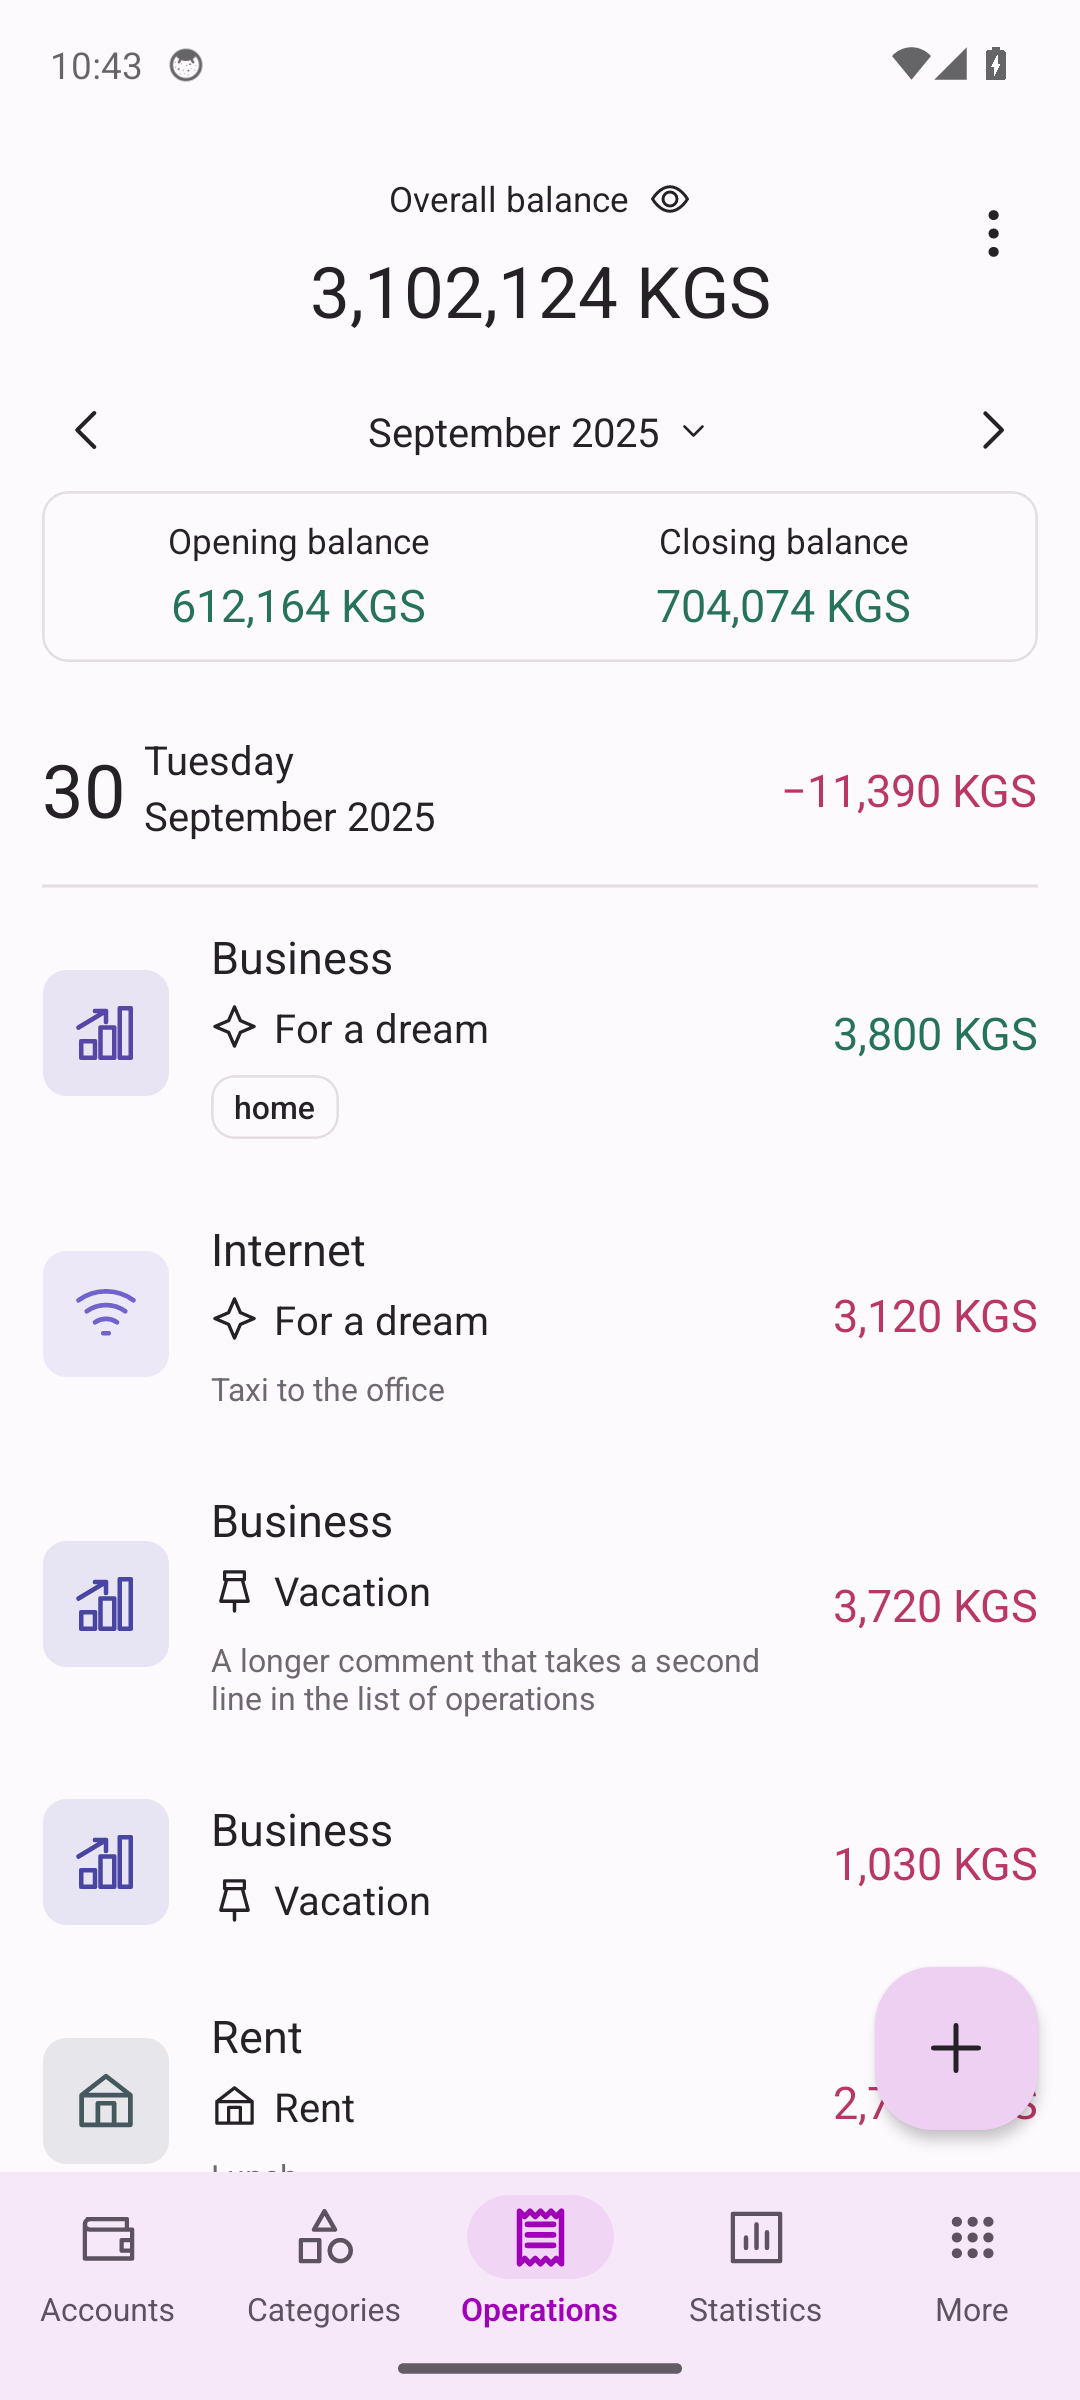 10:43
Overall balance
3,102,124 KGS
September 2025
Opening balance
Closing balance
612,164 KGS
704,074 KGS
30
Tuesday
September 2025
−11,390 KGS
Business
For a dream
3,800 KGS
home
Internet
For a dream
3,120 KGS
Taxi to the office
Business
Vacation
3,720 KGS
A longer comment that takes a second
line in the list of operations
Business
Vacation
1,030 KGS
Rent
Rent
Accounts
Categories
Operations
Statistics
More